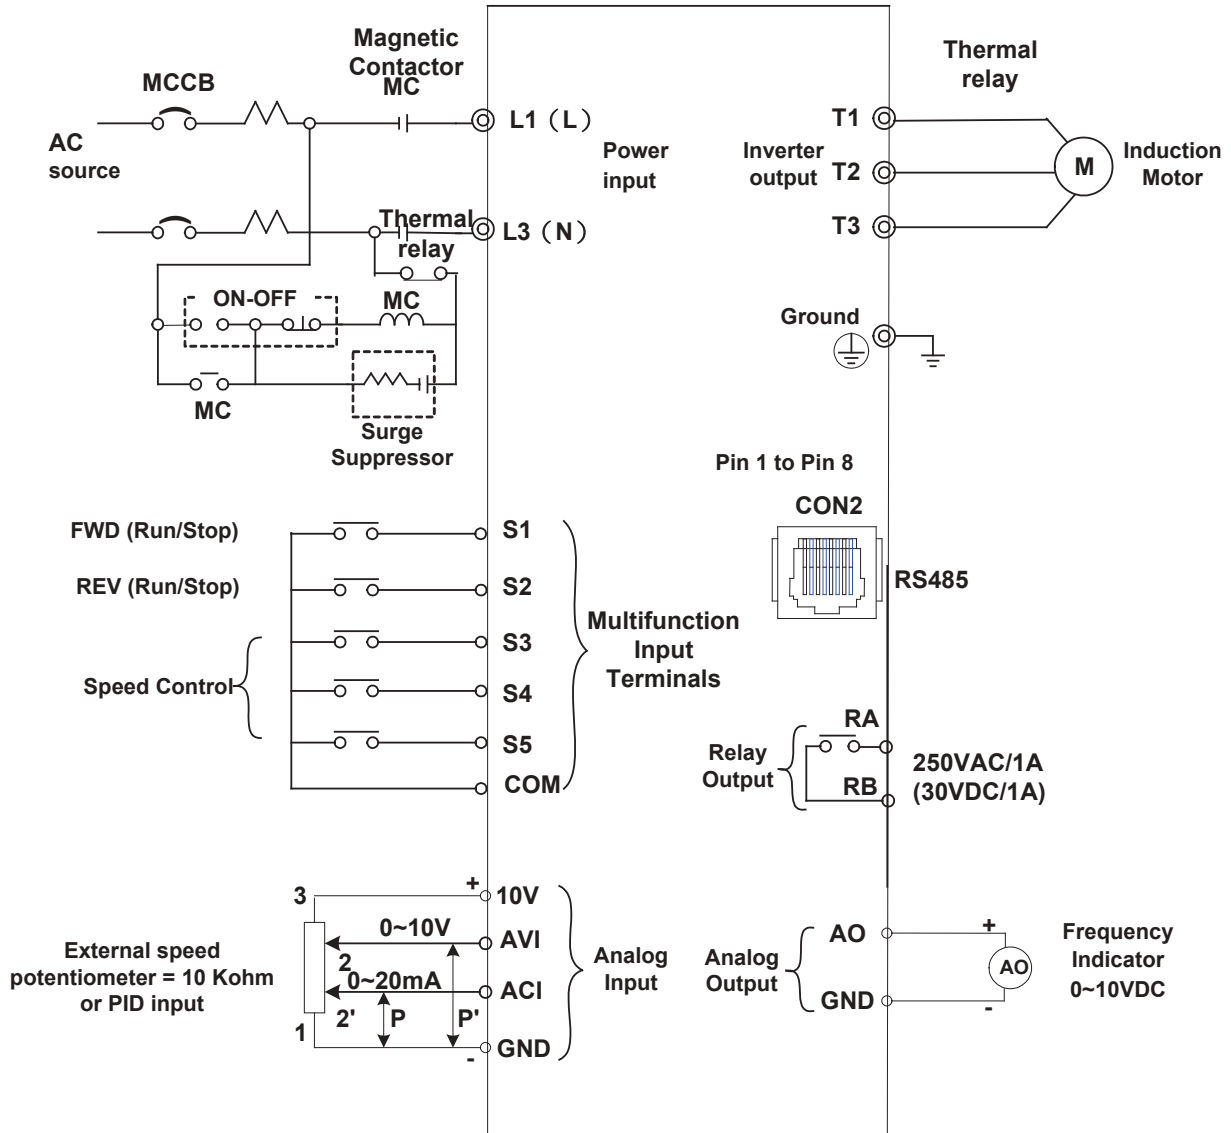 Magnetic
Contactor
MC
MCCB
AC
source
L1（L）
Power
input
Thermal
relay
L3（N）
ON-OFF
MC
MC
Surge
Suppressor
Thermal
relay
T1
Inverter
output
T2
T3
M
Induction
Motor
Ground
Pin 1 to Pin 8
CON2
RS485
FWD (Run/Stop)
S1
REV (Run/Stop)
S2
S3
Speed Control
S4
S5
COM
Multifunction
Input
Terminals
RA
Relay
Output
RB
250VAC/1A
(30VDC/1A)
3
+
10V
0~10V
AVI
2
0~20mA
ACI
2'
P
P'
1
-
GND
External speed
potentiometer = 10 Kohm
or PID input
Analog
Input
AO
Analog
Output
GND
+
AO
-
Frequency
Indicator
0~10VDC